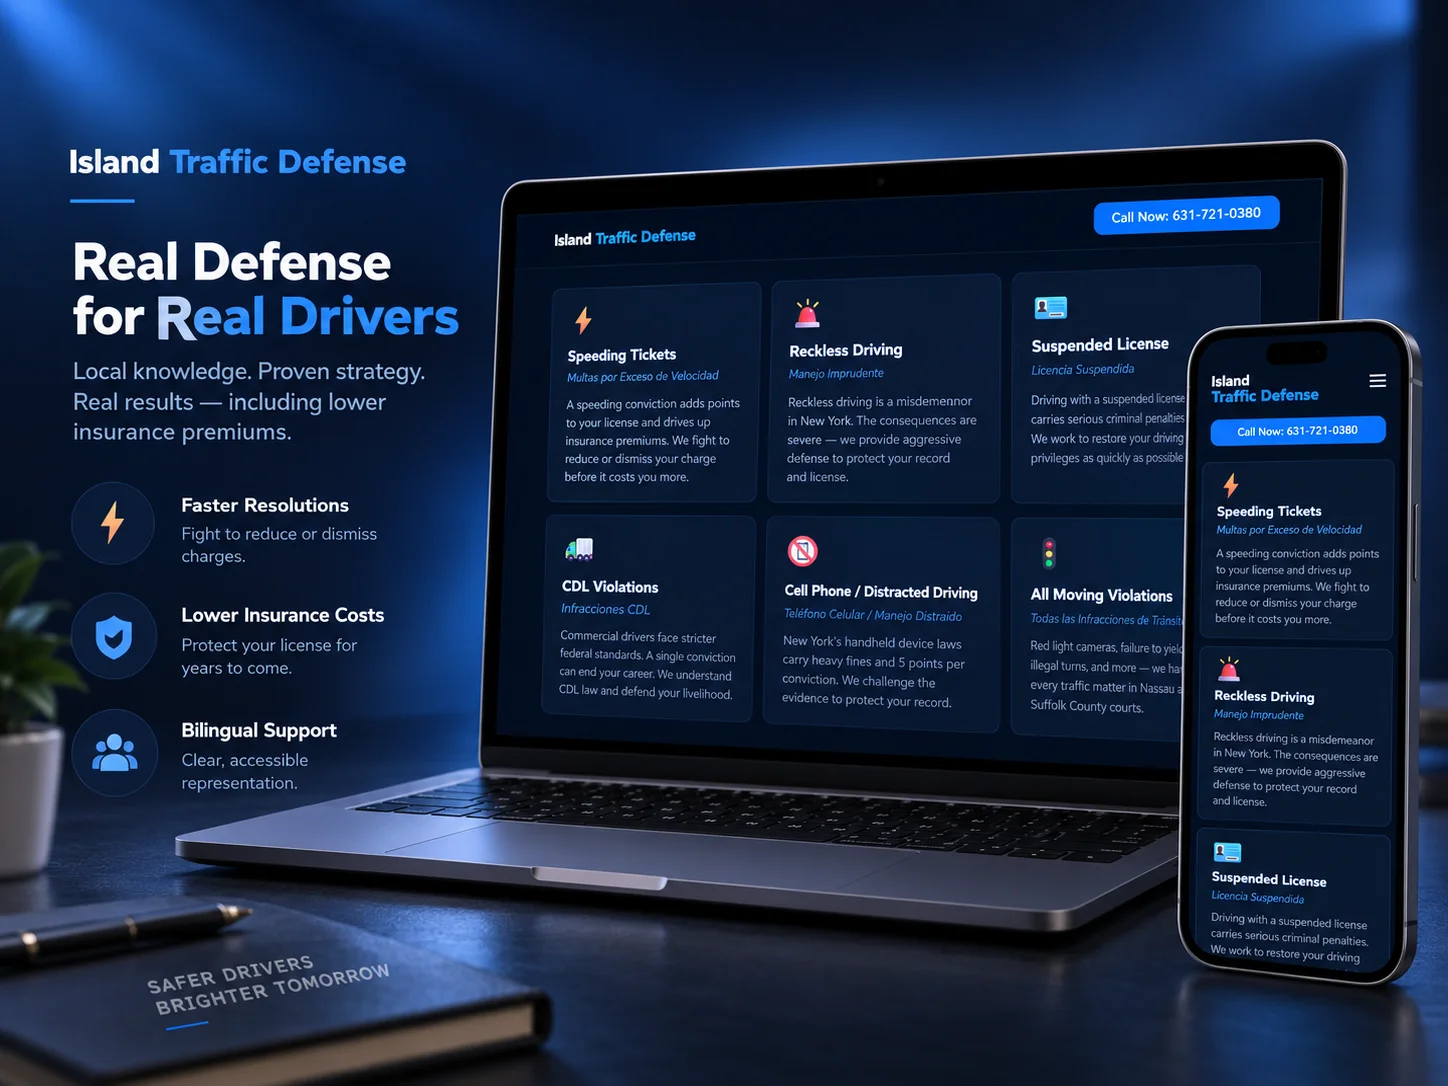 Island Traffic Defense
Real Defense
for Real Drivers
Local knowledge. Proven strategy.
Real results — including lower
insurance premiums.
Faster Resolutions
Fight to reduce or dismiss
charges.
Lower Insurance Costs
Protect your license for
years to come.
Bilingual Support
Clear, accessible
representation.
SAFER DRIVERS
BRIGHTER TOMORROW
Island Traffic Defense
Call Now: 631-721-0380
Speeding Tickets
Multas por Exceso de Velocidad
A speeding conviction adds points
to your license and drives up
insurance premiums. We fight to
reduce or dismiss your charge
before it costs you more.
Reckless Driving
Manejo Imprudente
Reckless driving is a misdemeanor
in New York. The consequences are
severe — we provide aggressive
defense to protect your record
and license.
Suspended License
Licencia Suspendida
Driving with a suspended license
carries serious criminal penalties
We work to restore your driving
privileges as quickly as possible
CDL Violations
Infracciones CDL
Commercial drivers face stricter
federal standards. A single conviction
can end your career. We understand
CDL law and defend your livelihood.
Cell Phone / Distracted Driving
Teléfono Celular / Manejo Distraido
New York's handheld device laws
carry heavy fines and 5 points per
conviction. We challenge the
evidence to protect your record.
All Moving Violations
Todas las Infracciones de Tránsit
Red light cameras, failure to yield
illegal turns, and more — we ha
every traffic matter in Nassau a
Suffolk County courts.
Island
Traffic Defense
Call Now: 631-721-0380
Speeding Tickets
Multas por Exceso de Velocidad
A speeding conviction adds points
to your license and drives up
insurance premiums. We fight to
reduce or dismiss your charge
before it costs you more.
Reckless Driving
Manejo Imprudente
Reckless driving is a misdemeanor
in New York. The consequences are
severe — we provide aggressive
defense to protect your record
and license.
Suspended License
Licencia Suspendida
Driving with a suspended license
carries serious criminal penalties.
We work to restore your driving